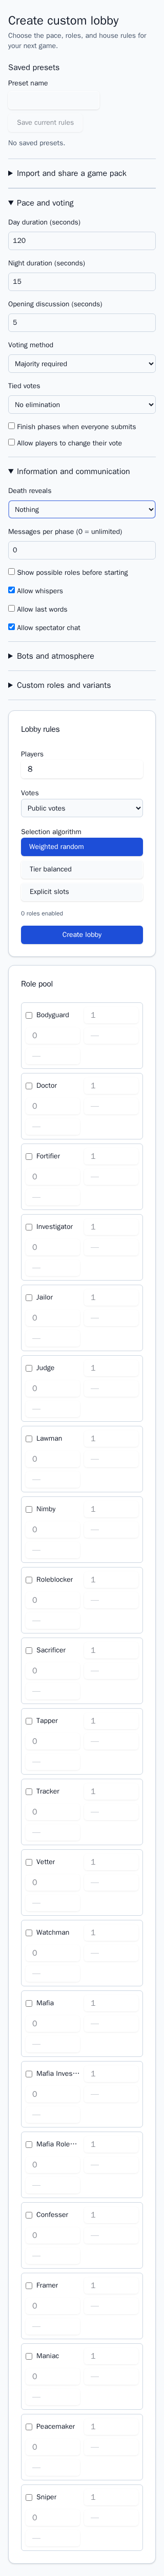 Create custom lobby
Choose the pace, roles, and house rules for
your next game.
Saved presets
Preset name
Save current rules
No saved presets.
Import and share a game pack
Pace and voting
Day duration (seconds)
120
Night duration (seconds)
15
Opening discussion (seconds)
5
Voting method
Majority required
Tied votes
No elimination
Finish phases when everyone submits
Allow players to change their vote
Information and communication
Death reveals
Nothing
Messages per phase (0 = unlimited)
0
Show possible roles before starting
Allow whispers
Allow last words
Allow spectator chat
Bots and atmosphere
Custom roles and variants
Lobby rules
Players
8
Votes
Public votes
Selection algorithm
Weighted random
Tier balanced
Explicit slots
0 roles enabled
Create lobby
Role pool
Bodyguard 1
0 —
—
Doctor 1
0 —
—
Fortifier 1
0 —
—
Investigator 1
0 —
—
Jailor 1
0 —
—
Judge 1
0 —
—
Lawman 1
0 —
—
Nimby 1
0 —
—
Roleblocker 1
0 —
—
Sacrificer 1
0 —
—
Tapper 1
0 —
—
Tracker 1
0 —
—
Vetter 1
0 —
—
Watchman 1
0 —
—
Mafia 1
0 —
—
Mafia Inves… 1
0 —
—
Mafia Role… 1
0 —
—
Confesser 1
0 —
—
Framer 1
0 —
—
Maniac 1
0 —
—
Peacemaker 1
0 —
—
Sniper 1
0 —
—